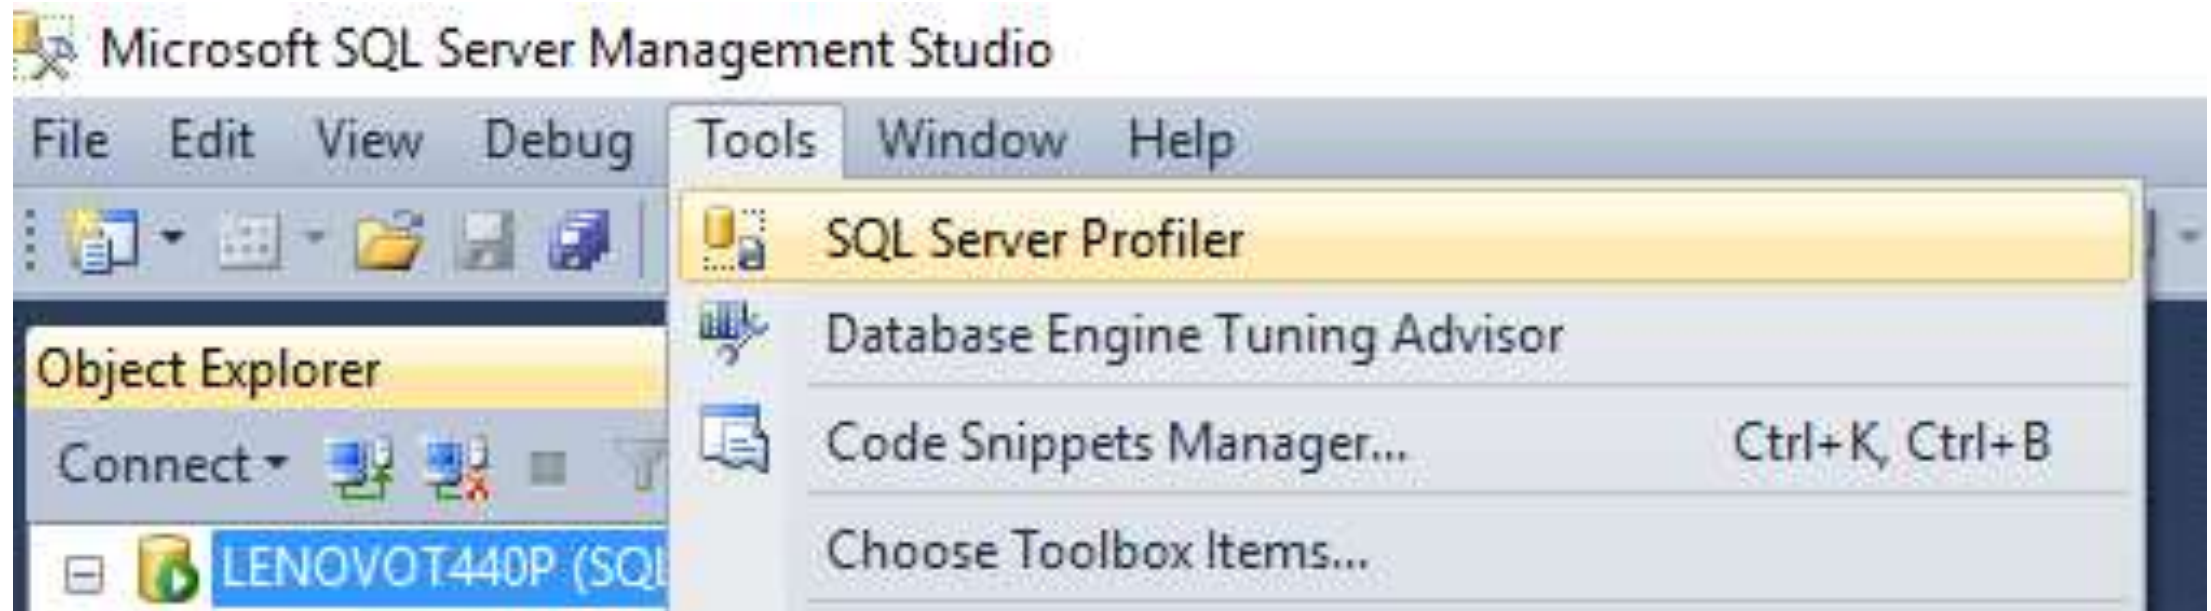 Microsoft SQL Server Management Studio
File Edit View Debug Tools Window Help
SQL Server Profiler
Database Engine Tuning Advisor
Object Explorer
Code Snippets Manager... Ctrl+K, Ctrl+B
Connect
Choose Toolbox Items...
LENOVOT440P (SQL